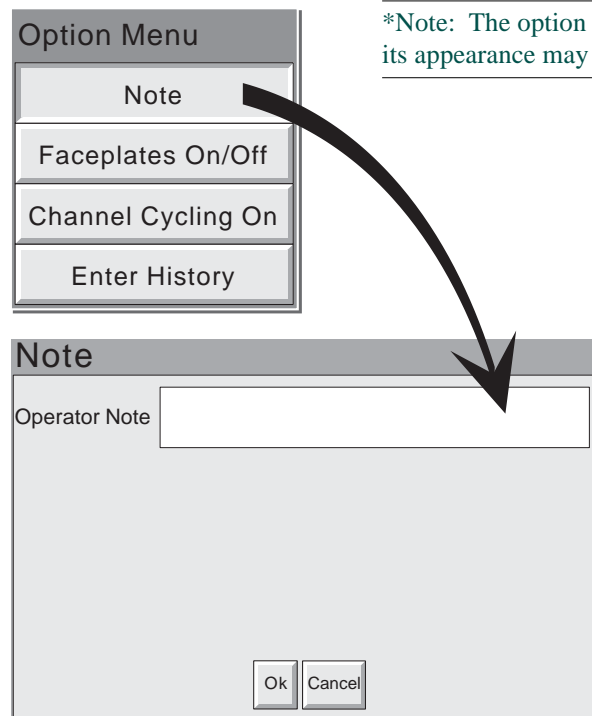 Option Menu
*Note: The option
its appearance may
Note
Faceplates On/Off
Channel Cycling On
Enter History
Note
Operator Note
Ok
Cancel